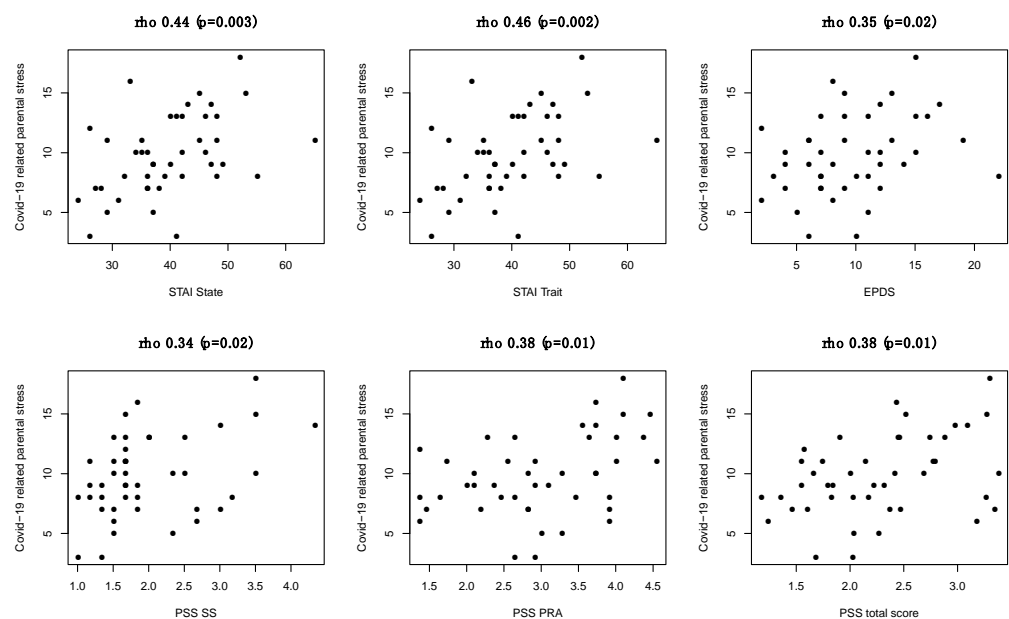 rho 0.44 (p=0.003)
Covid−19 related parental stress
15
10
5
30 40 50 60
STAI State
rho 0.46 (p=0.002)
Covid−19 related parental stress
15
10
5
30 40 50 60
STAI Trait
rho 0.35 (p=0.02)
Covid−19 related parental stress
15
10
5
5 10 15 20
EPDS
rho 0.34 (p=0.02)
Covid−19 related parental stress
15
10
5
1.0 1.5 2.0 2.5 3.0 3.5 4.0
PSS SS
rho 0.38 (p=0.01)
Covid−19 related parental stress
15
10
5
1.5 2.0 2.5 3.0 3.5 4.0 4.5
PSS PRA
rho 0.38 (p=0.01)
Covid−19 related parental stress
15
10
5
1.5 2.0 2.5 3.0
PSS total score